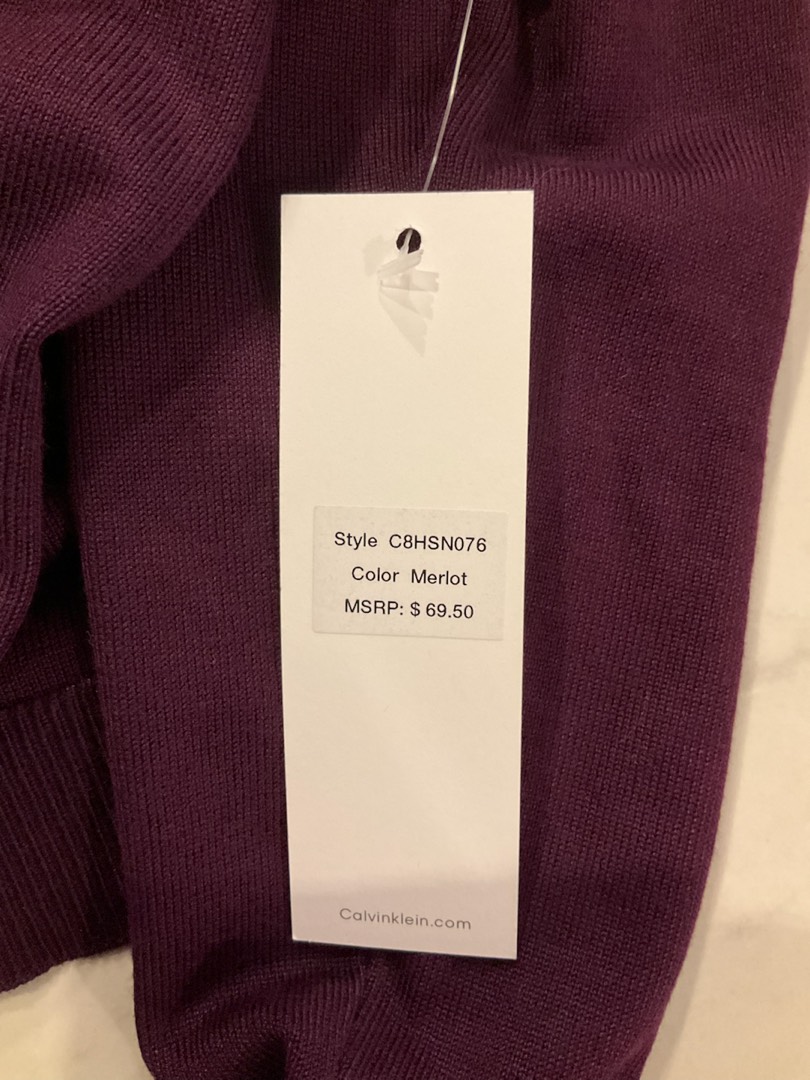 Style C8HSN076
Color Merlot
MSRP: $ 69.50
Calvinklein.com